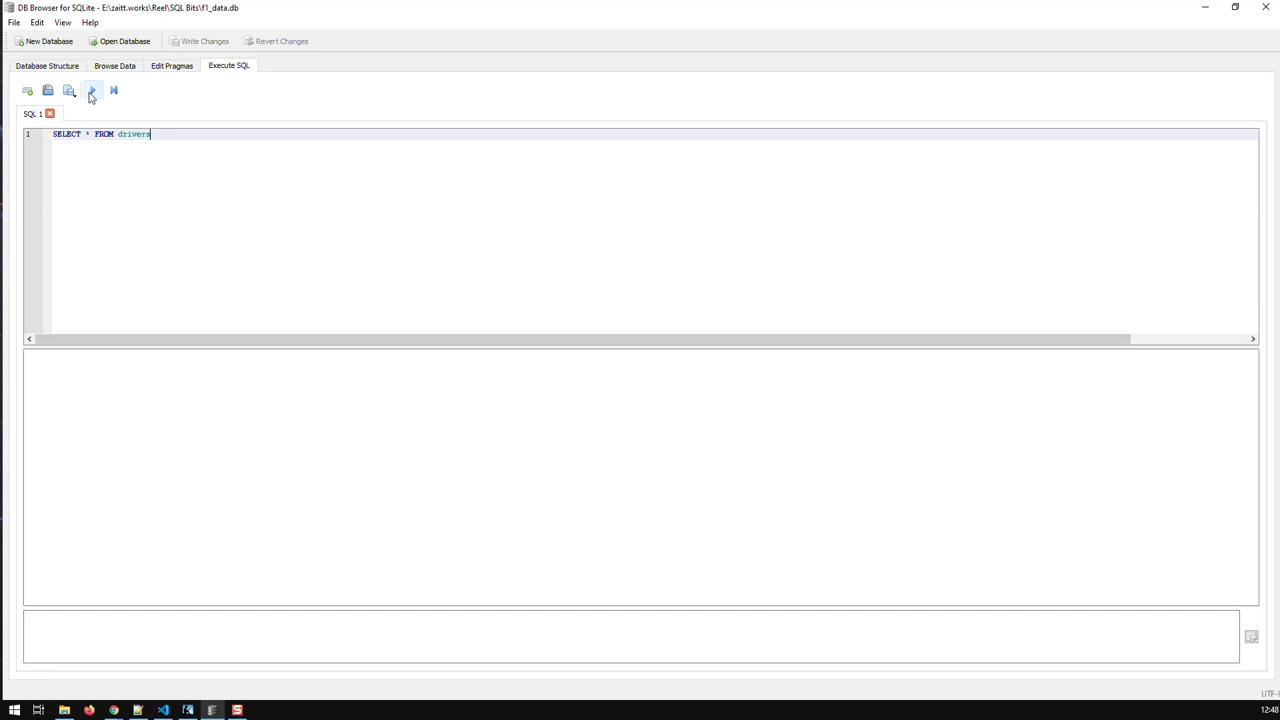 DB Browser for SQLite - E:\zaitt.works\Reel\SQL Bits\f1_data.db
File Edit View Help
New Database Open Database Write Changes Revert Changes
Database Structure Browse Data Edit Pragmas Execute SQL
SQL 1
1 SELECT * FROM drivers
UTF-
12:48